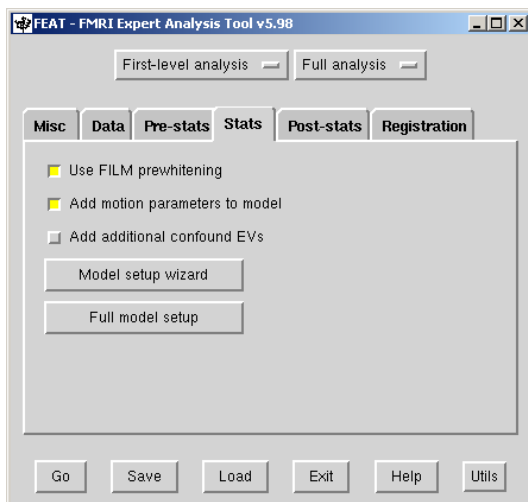 FEAT - FMRI Expert Analysis Tool v5.98
First-level analysis Full analysis
Misc Data Pre-stats Stats Post-stats Registration
Use FILM prewhitening
Add motion parameters to model
Add additional confound EVs
Model setup wizard
Full model setup
Go Save Load Exit Help Utils